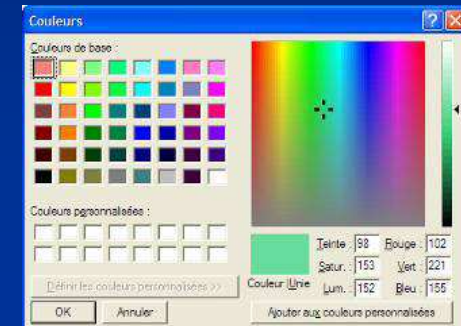 Couleurs
Couleurs de base :
Couleurs personnalisées :
Définir les couleurs personnalisées >>
OK Annuler
Couleur Unie
Teinte : 98 Rouge : 102
Satur. : 153 Vert : 221
Lum. : 152 Bleu : 155
Ajouter aux couleurs personnalisées